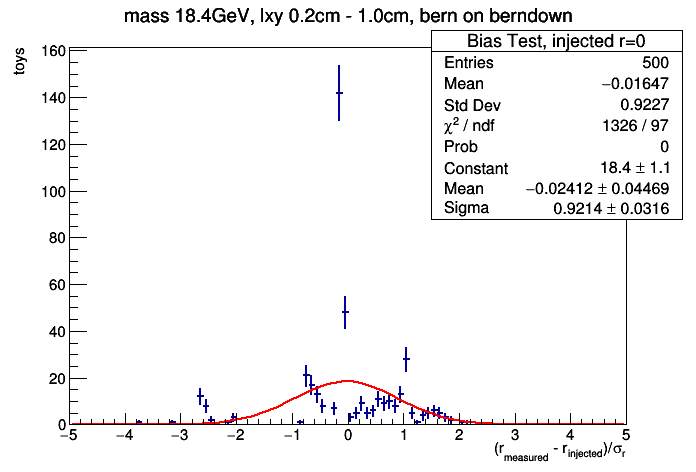 mass 18.4GeV, lxy 0.2cm - 1.0cm, bern on berndown
toys
160
140
120
100
80
60
40
20
0
Bias Test, injected r=0
Entries 500
Mean −0.01647
Std Dev 0.9227
χ² / ndf 1326 / 97
Prob 0
Constant 18.4 ± 1.1
Mean −0.02412 ± 0.04469
Sigma 0.9214 ± 0.0316
−5 −4 −3 −2 −1 0 1 2 3 4 5
(r_measured - r_injected)/σ_r